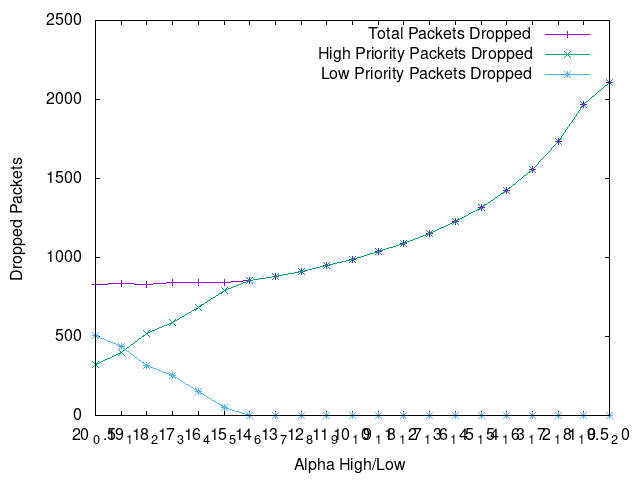 2500
2000
1500
1000
500
0
Dropped Packets
Total Packets Dropped
High Priority Packets Dropped
Low Priority Packets Dropped
Alpha High/Low